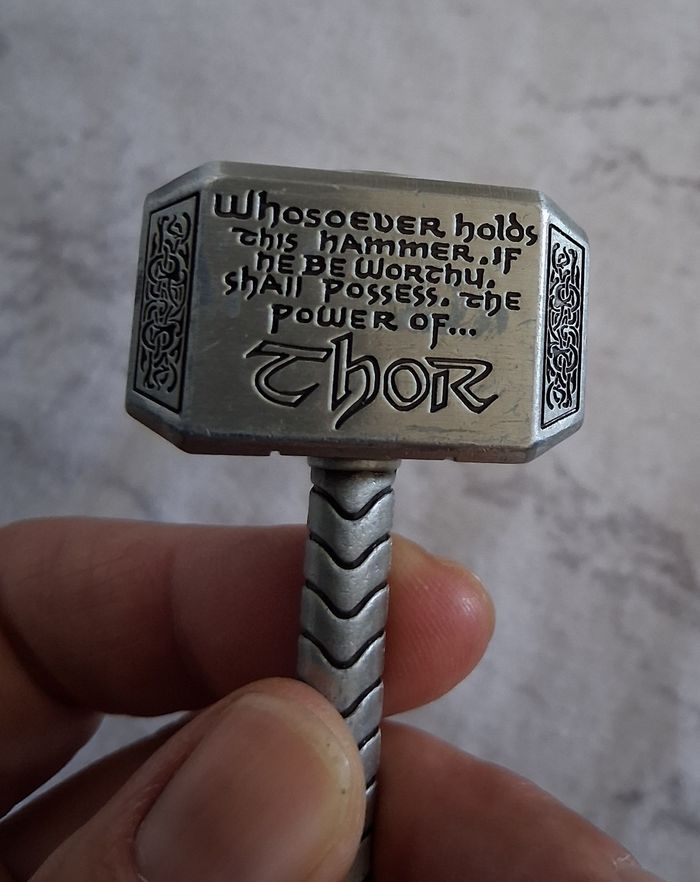 Whosoever holds
this hammer, if
he be worthy,
shall possess, the
power of...
Thor